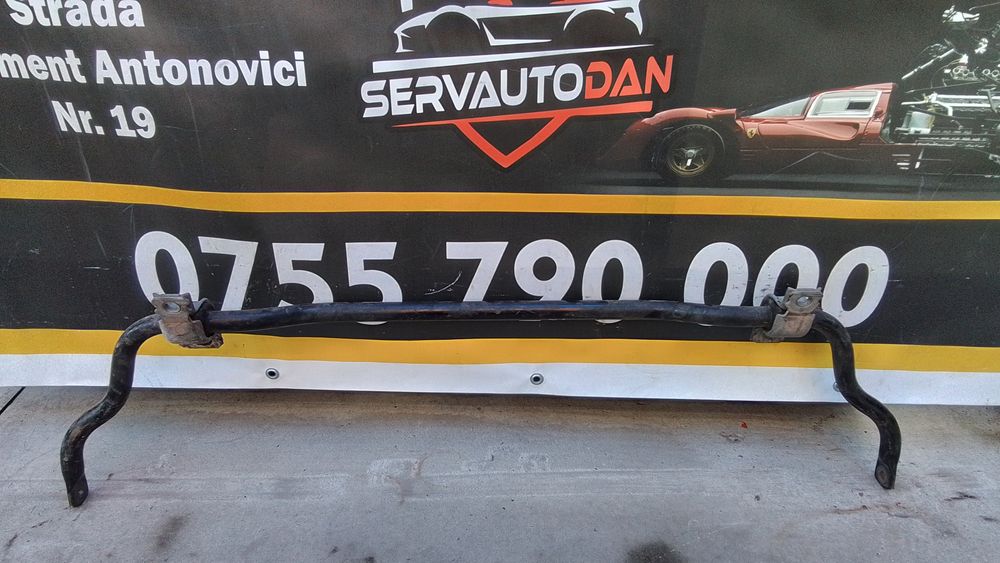 Strada
ment Antonovici
Nr. 19
SERVAUTODAN
0755 790 000